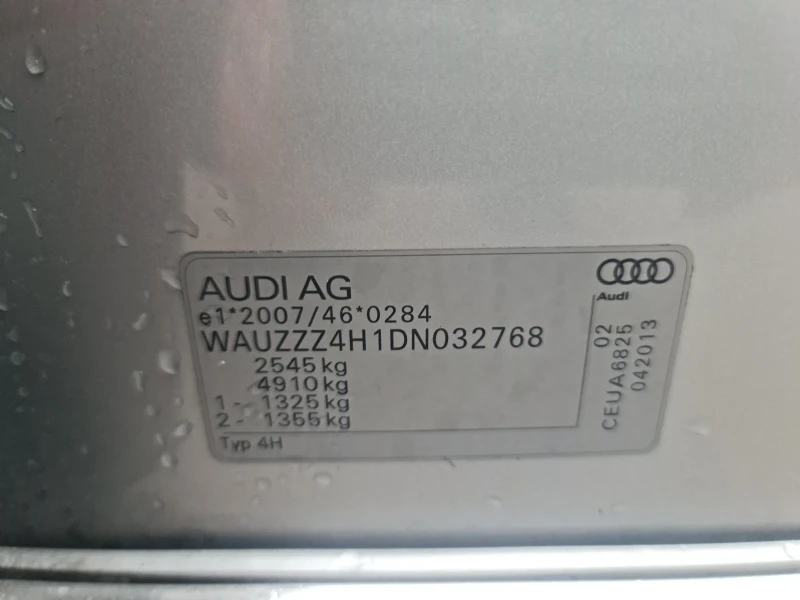 AUDI AG
e1*2007/46*0284
WAUZZZ4H1DN032768
2545 kg
4910 kg
1 - 1325 kg
2 - 1355 kg
Typ 4H
Audi
02
CEUA6825
042013